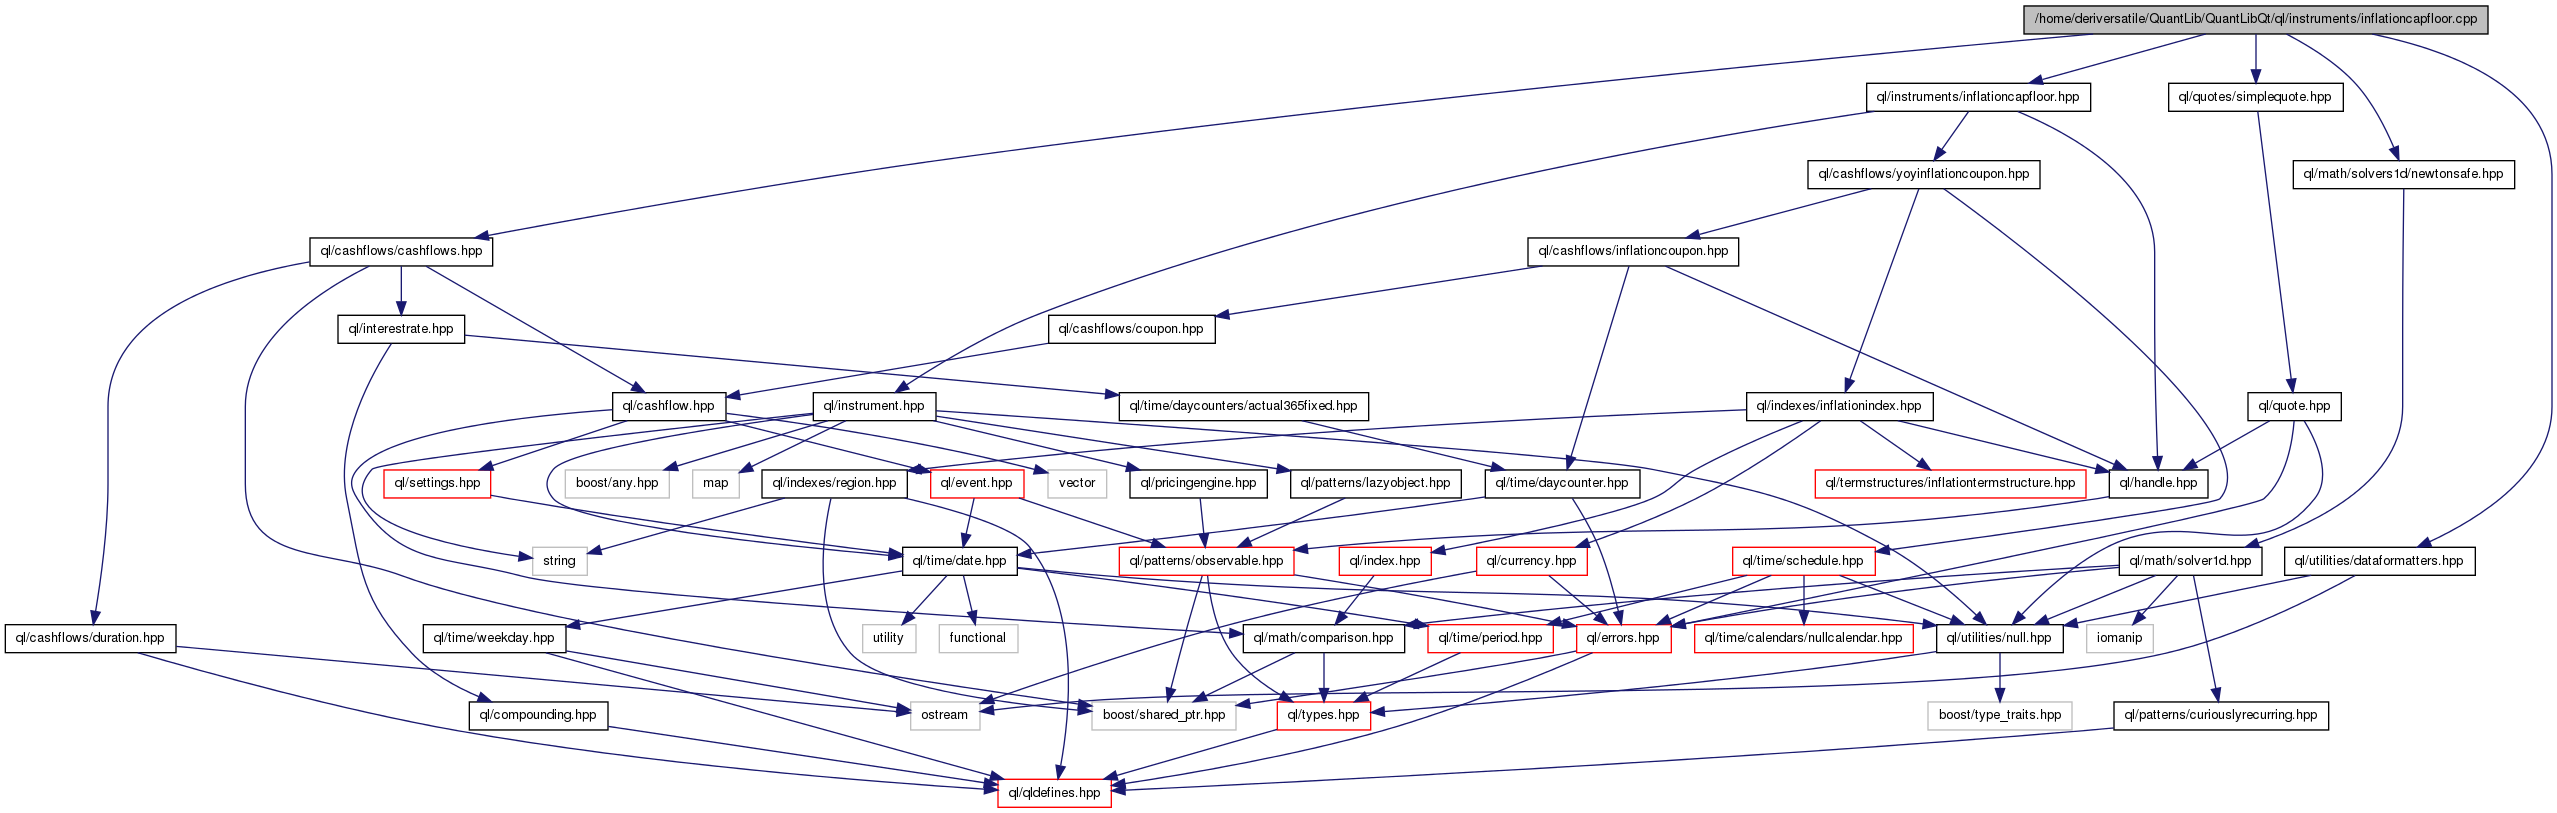 /home/deriversatile/QuantLib/QuantLibQt/ql/instruments/inflationcapfloor.cpp
ql/instruments/inflationcapfloor.hpp
ql/quotes/simplequote.hpp
ql/cashflows/yoyinflationcoupon.hpp
ql/math/solvers1d/newtonsafe.hpp
ql/cashflows/cashflows.hpp
ql/cashflows/inflationcoupon.hpp
ql/interestrate.hpp
ql/cashflows/coupon.hpp
ql/cashflow.hpp
ql/instrument.hpp
ql/time/daycounters/actual365fixed.hpp
ql/indexes/inflationindex.hpp
ql/quote.hpp
ql/settings.hpp
boost/any.hpp
map
ql/indexes/region.hpp
ql/event.hpp
vector
ql/pricingengine.hpp
ql/patterns/lazyobject.hpp
ql/time/daycounter.hpp
ql/termstructures/inflationtermstructure.hpp
ql/handle.hpp
string
ql/time/date.hpp
ql/patterns/observable.hpp
ql/index.hpp
ql/currency.hpp
ql/time/schedule.hpp
ql/math/solver1d.hpp
ql/utilities/dataformatters.hpp
ql/cashflows/duration.hpp
ql/time/weekday.hpp
utility
functional
ql/math/comparison.hpp
ql/time/period.hpp
ql/errors.hpp
ql/time/calendars/nullcalendar.hpp
ql/utilities/null.hpp
iomanip
ql/compounding.hpp
ostream
boost/shared_ptr.hpp
ql/types.hpp
boost/type_traits.hpp
ql/patterns/curiouslyrecurring.hpp
ql/qldefines.hpp